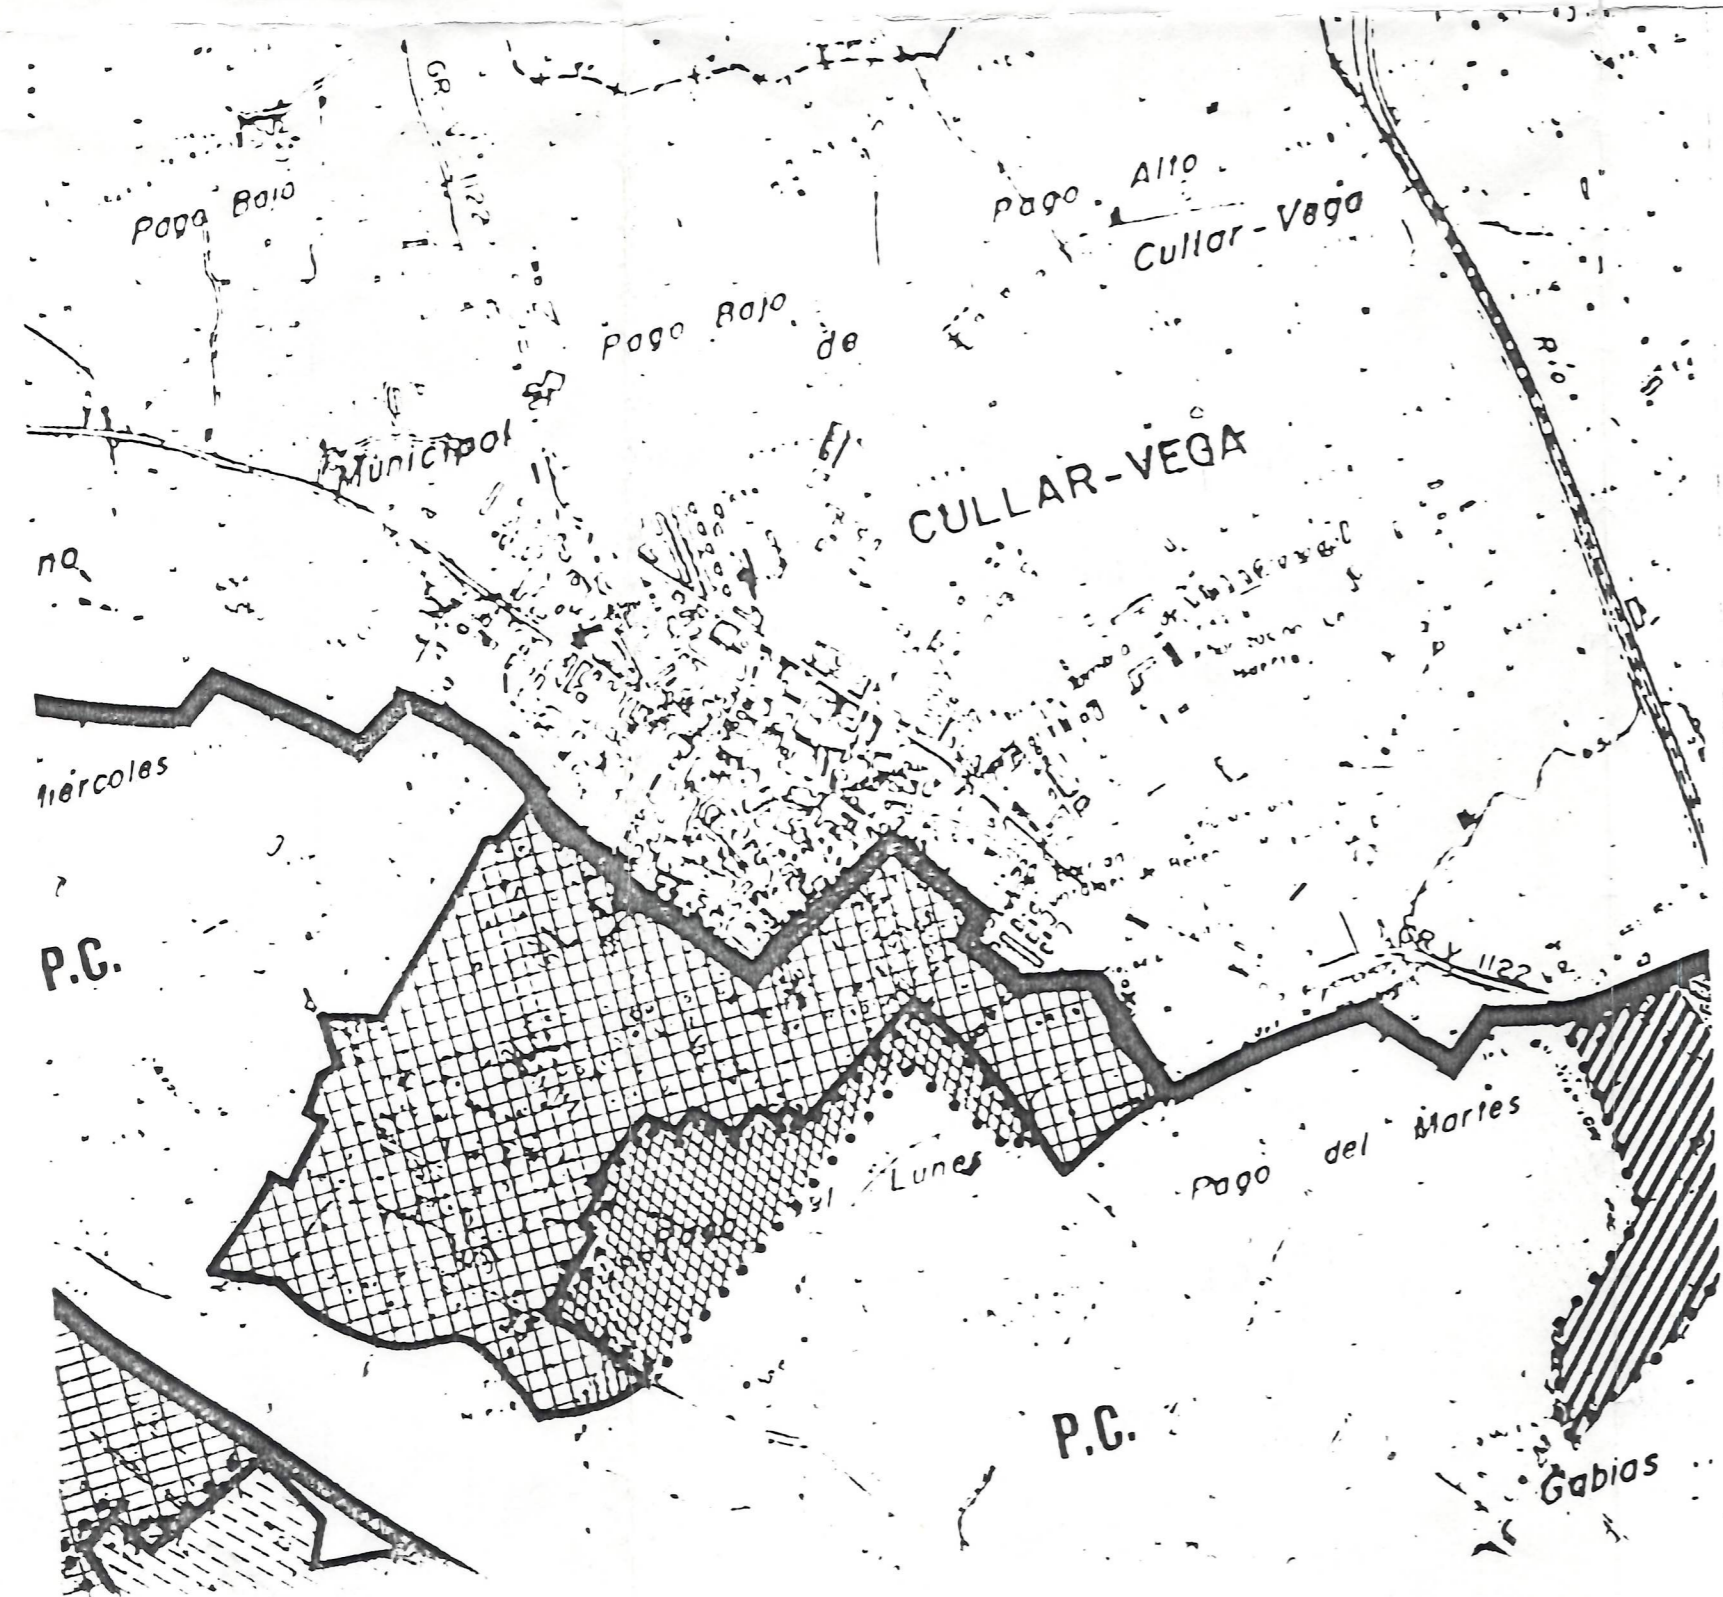 GR - 1122
Pago Bajo
Pago Alto
Cullar-Vega
Pago Bajo de
Río
Municipal
CULLAR-VEGA
na
Miércoles
P.C.
GR V 1122
Lunes
Pago del Martes
P.C.
Gabias